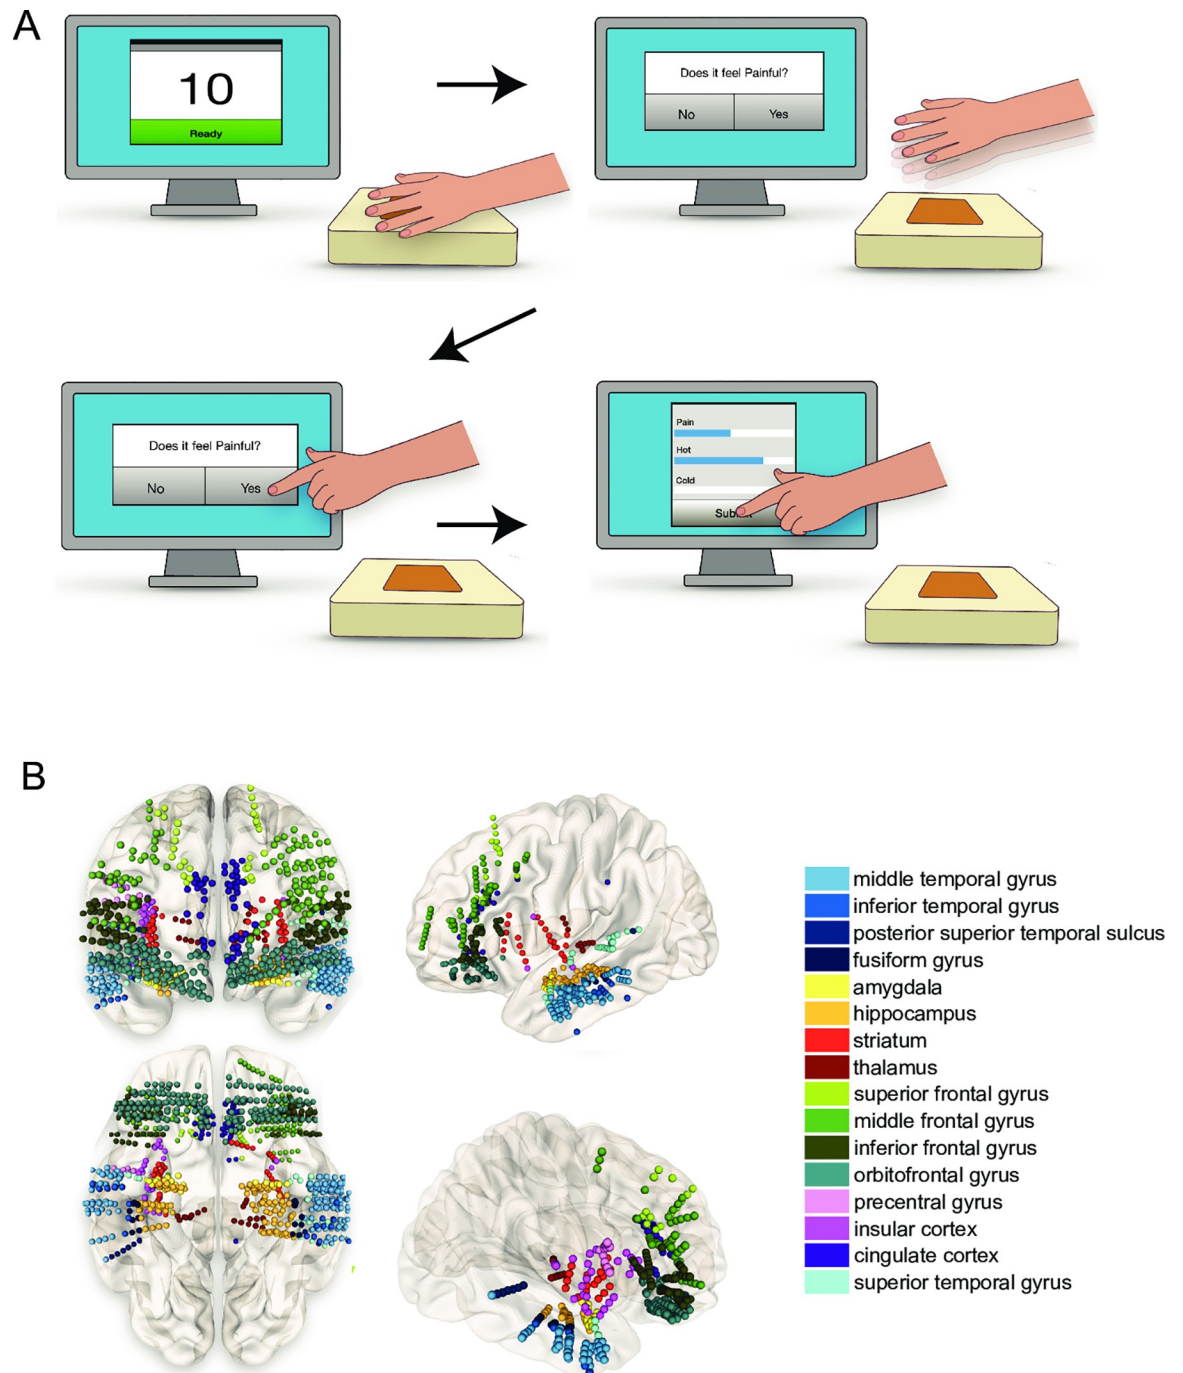 A
10
Ready
Does it feel Painful?
No Yes
Does it feel Painful?
No Yes
Pain
Hot
Cold
B
middle temporal gyrus
inferior temporal gyrus
posterior superior temporal sulcus
fusiform gyrus
amygdala
hippocampus
striatum
thalamus
superior frontal gyrus
middle frontal gyrus
inferior frontal gyrus
orbitofrontal gyrus
precentral gyrus
insular cortex
cingulate cortex
superior temporal gyrus